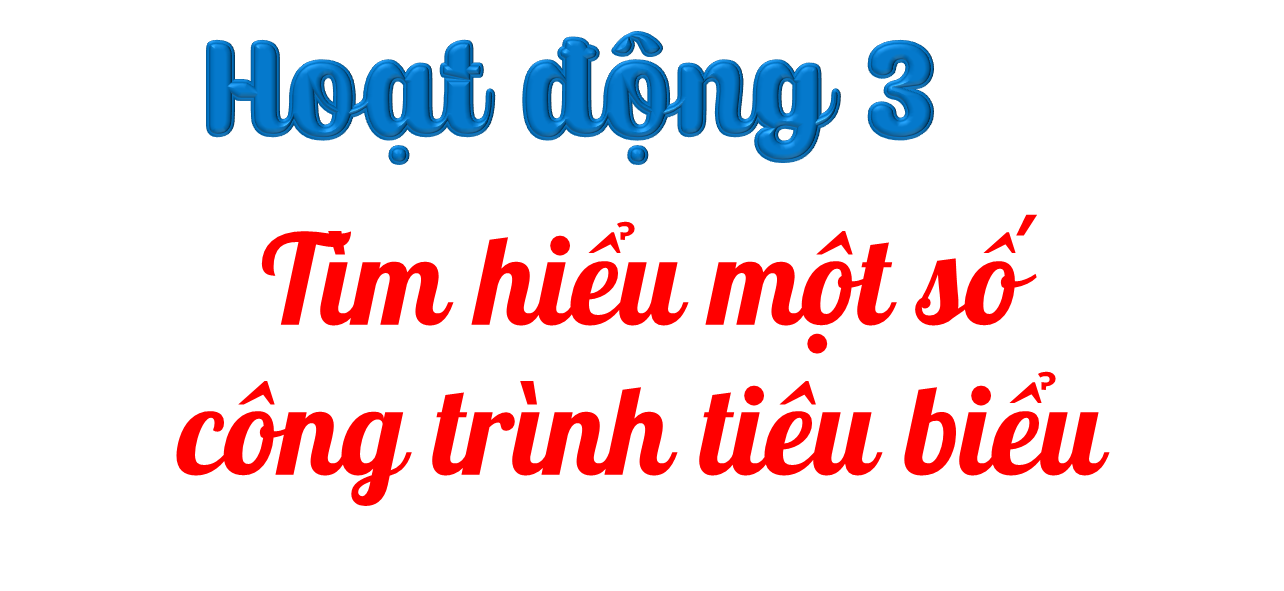 Hoạt động 3
Tìm hiểu một số
công trình tiêu biểu